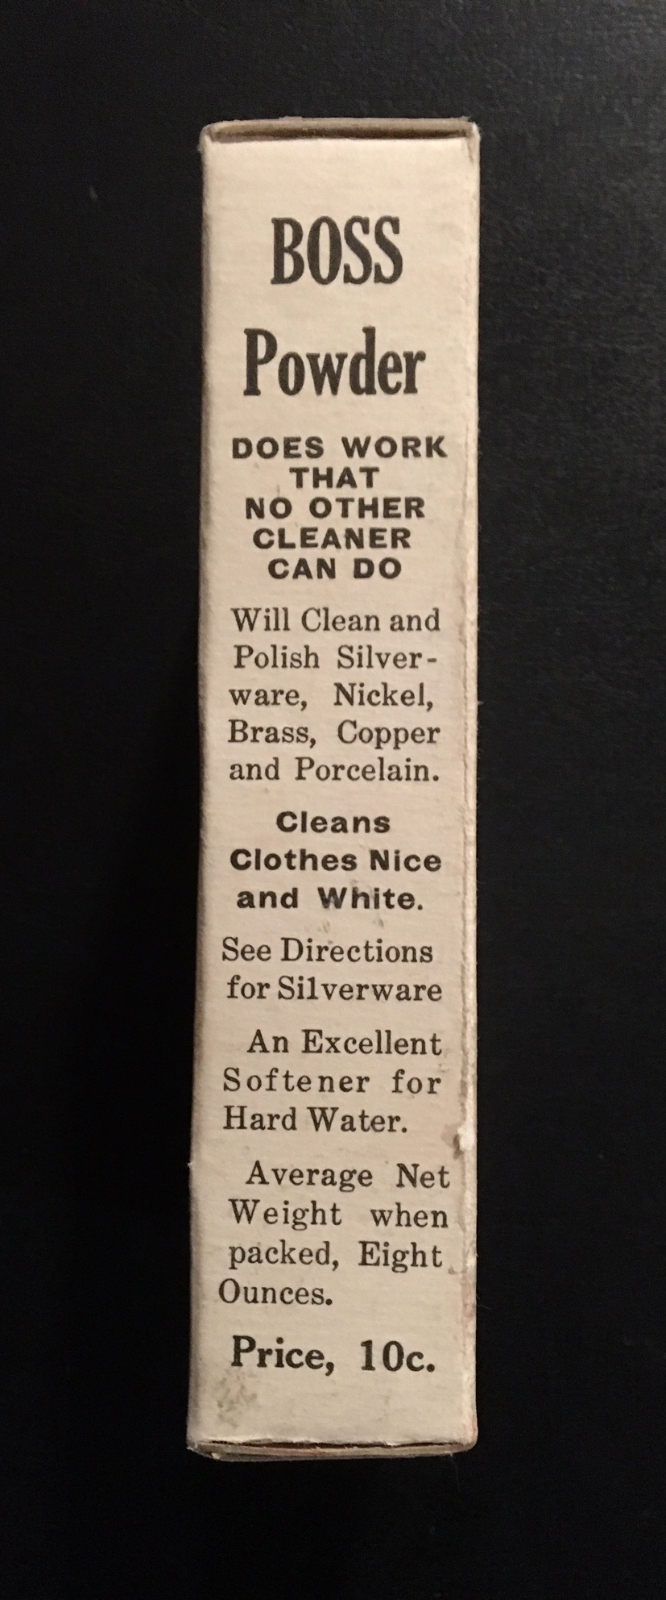 BOSS
Powder
DOES WORK
THAT
NO OTHER
CLEANER
CAN DO
Will Clean and
Polish Silver-
ware, Nickel,
Brass, Copper
and Porcelain.
Cleans
Clothes Nice
and White.
See Directions
for Silverware
An Excellent
Softener for
Hard Water.
Average Net
Weight when
packed, Eight
Ounces.
Price, 10c.